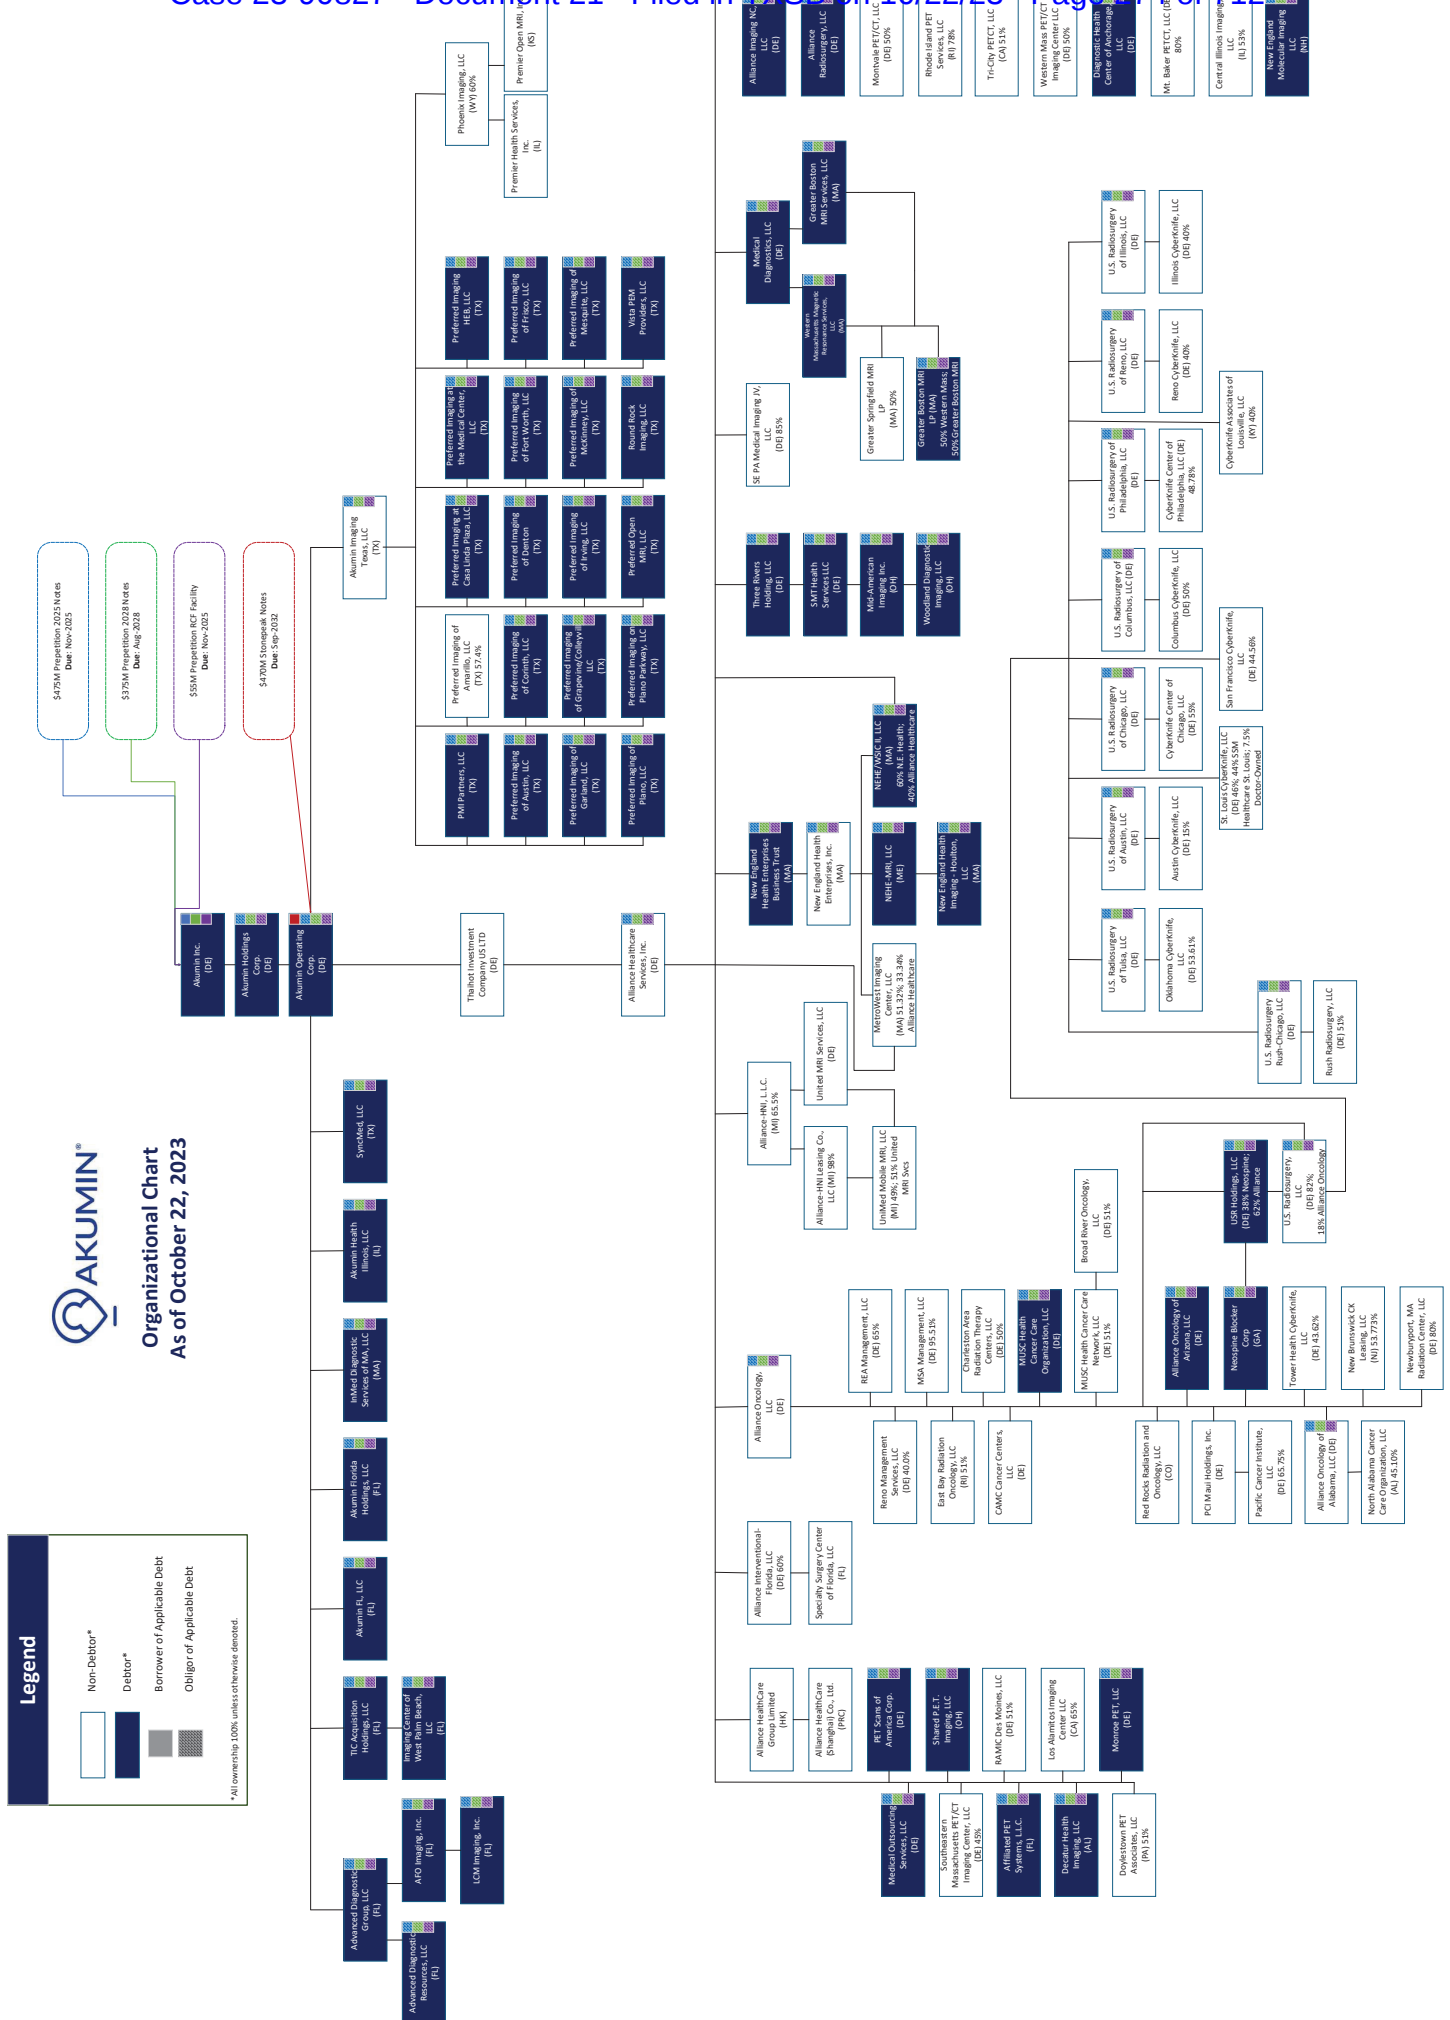 Case 23-90827 Document 21 Filed in TXSB on 10/22/23
Legend
Non-Debtor*
Debtor*
Borrower of Applicable Debt
Obligor of Applicable Debt
*All ownership 100% unless otherwise denoted.
AKUMIN®
Organizational Chart
As of October 22, 2023
$475M Prepetition 2025 Notes
Due: Nov-2025
$375M Prepetition 2028 Notes
Due: Aug-2028
$55M Prepetition RCF Facility
Due: Nov-2025
$470M Stonepeak Notes
Due: Sep-2032
Akumin Inc.
(DE)
Akumin Holdings
Corp.
(DE)
Akumin Operating
Corp.
(DE)
Advanced Diagnostic
Group, LLC
(FL)
Advanced Diagnostic
Resources, LLC
(FL)
AFO Imaging, Inc.
(FL)
LCM Imaging, Inc.
(FL)
TIC Acquisition
Holdings, LLC
(FL)
Imaging Center of
West Palm Beach,
LLC
(FL)
Akumin FL, LLC
(FL)
Akumin Florida
Holdings, LLC
(FL)
InMed Diagnostic
Services of MA, LLC
(MA)
Akumin Health
Illinois, LLC
(IL)
SyncMed, LLC
(TX)
Thaihot Investment
Company US LTD
(DE)
Alliance Healthcare
Services, Inc.
(DE)
Akumin Imaging
Texas, LLC
(TX)
PMI Partners, LLC
(TX)
Preferred Imaging
of Austin, LLC
(TX)
Preferred Imaging of
Garland, LLC
(TX)
Preferred Imaging of
Plano, LLC
(TX)
Preferred Imaging of
Amarillo, LLC
(TX) 57.4%
Preferred Imaging
of Corinth, LLC
(TX)
Preferred Imaging
of Grapevine/Colleyvill
LLC
(TX)
Preferred Imaging on
Plano Parkway, LLC
(TX)
Preferred Imaging at
Casa Linda Plaza, LLC
(TX)
Preferred Imaging
of Denton
(TX)
Preferred Imaging
of Irving, LLC
(TX)
Preferred Open
MRI, LLC
(TX)
Preferred Imaging at
the Medical Center,
LLC
(TX)
Preferred Imaging
of Fort Worth, LLC
(TX)
Preferred Imaging of
McKinney, LLC
(TX)
Round Rock
Imaging, LLC
(TX)
Preferred Imaging
HEB, LLC
(TX)
Preferred Imaging
of Frisco, LLC
(TX)
Preferred Imaging of
Mesquite, LLC
(TX)
Vista PEM
Providers, LLC
(TX)
Phoenix Imaging, LLC
(WY) 60%
Premier Health Services,
Inc.
(IL)
Premier Open MRI, In
(KS)
Alliance HealthCare
Group Limited
(HK)
Alliance HealthCare
(Shanghai) Co., Ltd.
(PRC)
PET Scans of
America Corp.
(DE)
Shared P.E.T.
Imaging, LLC
(OH)
RAMIC Des Moines, LLC
(DE) 51%
Los Alamitos Imaging
Center LLC
(CA) 65%
Monroe PET, LLC
(DE)
Medical Outsourcing
Services, LLC
(DE)
Southeastern
Massachusetts PET/CT
Imaging Center, LLC
(DE) 45%
Affiliated PET
Systems, L.L.C.
(FL)
Decatur Health
Imaging, LLC
(AL)
Doylestown PET
Associates, LLC
(PA) 51%
Alliance Interventional-
Florida, LLC
(DE) 60%
Specialty Surgery Center
of Florida, LLC
(FL)
Alliance Oncology,
LLC
(DE)
REA Management, LLC
(DE) 65%
MSA Management, LLC
(DE) 95.51%
Charleston Area
Radiation Therapy
Centers, LLC
(DE) 50%
MUSC Health
Cancer Care
Organization, LLC
(DE)
MUSC Health Cancer Care
Network, LLC
(DE) 51%
Broad River Oncology,
LLC
(DE) 51%
Reno Management
Services, LLC
(DE) 40.0%
East Bay Radiation
Oncology, LLC
(RI) 51%
CAMC Cancer Centers,
LLC
(DE)
Red Rocks Radiation and
Oncology, LLC
(CO)
PCI Maui Holdings, Inc.
(DE)
Pacific Cancer Institute,
LLC
(DE) 65.75%
Alliance Oncology of
Alabama, LLC (DE)
North Alabama Cancer
Care Organization, LLC
(AL) 45.10%
Alliance Oncology of
Arizona, LLC
(DE)
Neospine Blocker
Corp
(GA)
Tower Health CyberKnife,
LLC
(DE) 43.62%
New Brunswick CK
Leasing, LLC
(NJ) 53.773%
Newburyport, MA
Radiation Center, LLC
(DE) 80%
USR Holdings, LLC
(DE) 38% Neospine;
62% Alliance
U.S. Radiosurgery,
LLC
(DE) 82%;
18% Alliance Oncology
Alliance-HNI, L.L.C.
(MI) 65.5%
Alliance-HNI Leasing Co.,
LLC (MI) 98%
United MRI Services, LLC
(DE)
UniMed Mobile MRI, LLC
(MI) 49%; 51% United
MRI Svcs
MetroWest Imaging
Center, LLC
(MA) 51.32%; 33.34%
Alliance Healthcare
New England
Health Enterprises
Business Trust
(MA)
New England Health
Enterprises, Inc.
(MA)
NEHE-MRI, LLC
(ME)
New England Health
Imaging - Houlton,
LLC
(MA)
NEHE/WSIC II, LLC
(MA)
60% N.E. Health;
40% Alliance Healthcare
Three Rivers
Holding, LLC
(DE)
SMT Health
Services LLC
(DE)
Mid-American
Imaging Inc.
(OH)
Woodland Diagnostic
Imaging, LLC
(OH)
SE PA Medical Imaging JV,
LLC
(DE) 85%
Medical
Diagnostics, LLC
(DE)
Western
Massachusetts Magnetic
Resonance Services,
LLC
(MA)
Greater Boston
MRI Services, LLC
(MA)
Greater Springfield MRI
LP
(MA) 50%
Greater Boston MRI
LP (MA)
50% Western Mass;
50% Greater Boston MRI
Alliance Imaging NC,
LLC
(DE)
Alliance
Radiosurgery, LLC
(DE)
Montvale PET/CT, LLC
(DE) 50%
Rhode Island PET
Services, LLC
(RI) 78%
Tri-City PETCT, LLC
(CA) 51%
Western Mass PET/CT
Imaging Center LLC
(DE) 50%
Diagnostic Health
Center of Anchorage,
LLC
(DE)
Mt. Baker PETCT, LLC (DE
80%
Central Illinois Imaging
LLC
(IL) 53%
New England
Molecular Imaging
LLC
(NH)
U.S. Radiosurgery
Rush-Chicago, LLC
(DE)
Rush Radiosurgery, LLC
(DE) 51%
U.S. Radiosurgery
of Tulsa, LLC
(DE)
Oklahoma CyberKnife,
LLC
(DE) 53.61%
U.S. Radiosurgery
of Austin, LLC
(DE)
Austin CyberKnife, LLC
(DE) 15%
St. Louis CyberKnife, LLC
(DE) 46%; 44% SSM
Healthcare St. Louis; 7.5%
Doctor-Owned
U.S. Radiosurgery
of Chicago, LLC
(DE)
CyberKnife Center of
Chicago, LLC
(DE) 55%
San Francisco CyberKnife,
LLC
(DE) 44.56%
U.S. Radiosurgery of
Columbus, LLC (DE)
Columbus CyberKnife, LLC
(DE) 50%
U.S. Radiosurgery of
Philadelphia, LLC
(DE)
CyberKnife Center of
Philadelphia, LLC (DE)
48.78%
CyberKnife Associates of
Louisville, LLC
(KY) 40%
U.S. Radiosurgery
of Reno, LLC
(DE)
Reno CyberKnife, LLC
(DE) 40%
U.S. Radiosurgery
of Illinois, LLC
(DE)
Illinois CyberKnife, LLC
(DE) 40%